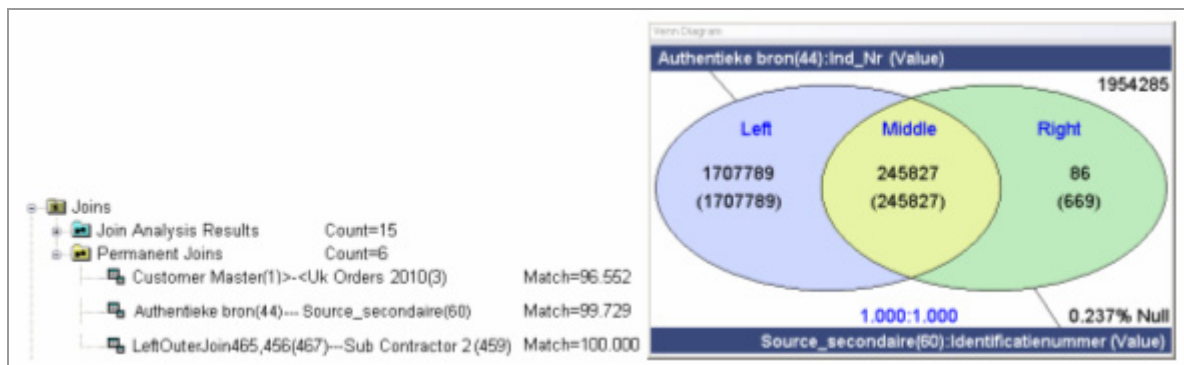 Joins
Join Analysis Results Count=15
Permanent Joins Count=6
Customer Master(1)>-<Uk Orders 2010(3) Match=96.552
Authentieke bron(44)--- Source_secondaire(60) Match=99.729
LeftOuterJoin465,456(467)---Sub Contractor 2 (459) Match=100.000
Venn Diagram
Authentieke bron(44):Ind_Nr (Value)
1954285
Left Middle Right
1707789 245827 86
(1707789) (245827) (669)
1.000:1.000 0.237% Null
Source_secondaire(60):Identificatienummer (Value)